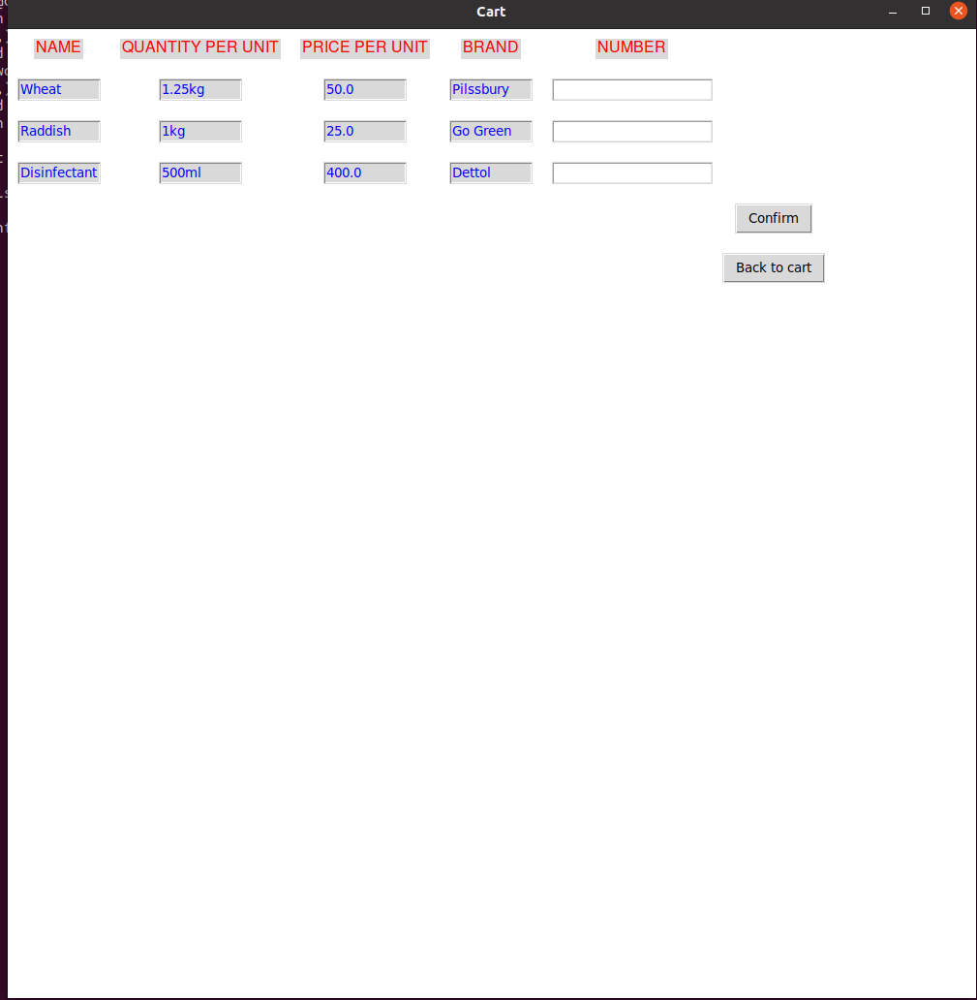 Cart
NAME QUANTITY PER UNIT PRICE PER UNIT BRAND NUMBER
Wheat 1.25kg 50.0 Pilssbury
Raddish 1kg 25.0 Go Green
Disinfectant 500ml 400.0 Dettol
Confirm
Back to cart